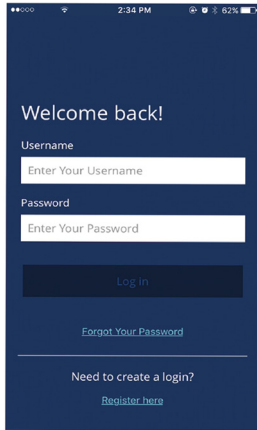 2:34 PM
62%
Welcome back!
Username
Enter Your Username
Password
Enter Your Password
Log in
Forgot Your Password
Need to create a login?
Register here